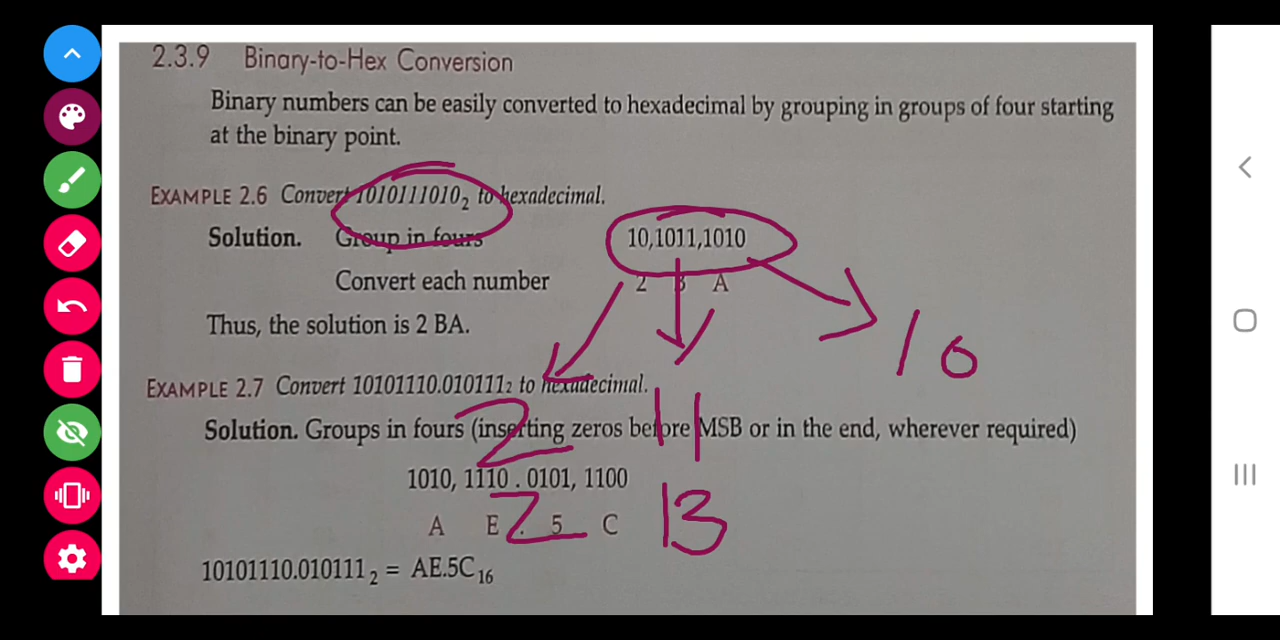 2.3.9 Binary-to-Hex Conversion
Binary numbers can be easily converted to hexadecimal by grouping in groups of four starting
at the binary point.
EXAMPLE 2.6 Convert 1010111010₂ to hexadecimal.
Solution. Group in fours 10,1011,1010
Convert each number 2 B A
Thus, the solution is 2 BA.
10
EXAMPLE 2.7 Convert 10101110.010111₂ to hexadecimal.
2 11
Solution. Groups in fours (inserting zeros before MSB or in the end, wherever required)
1010, 1110 . 0101, 1100
2 13
A E . 5 C
10101110.010111₂ = AE.5C₁₆